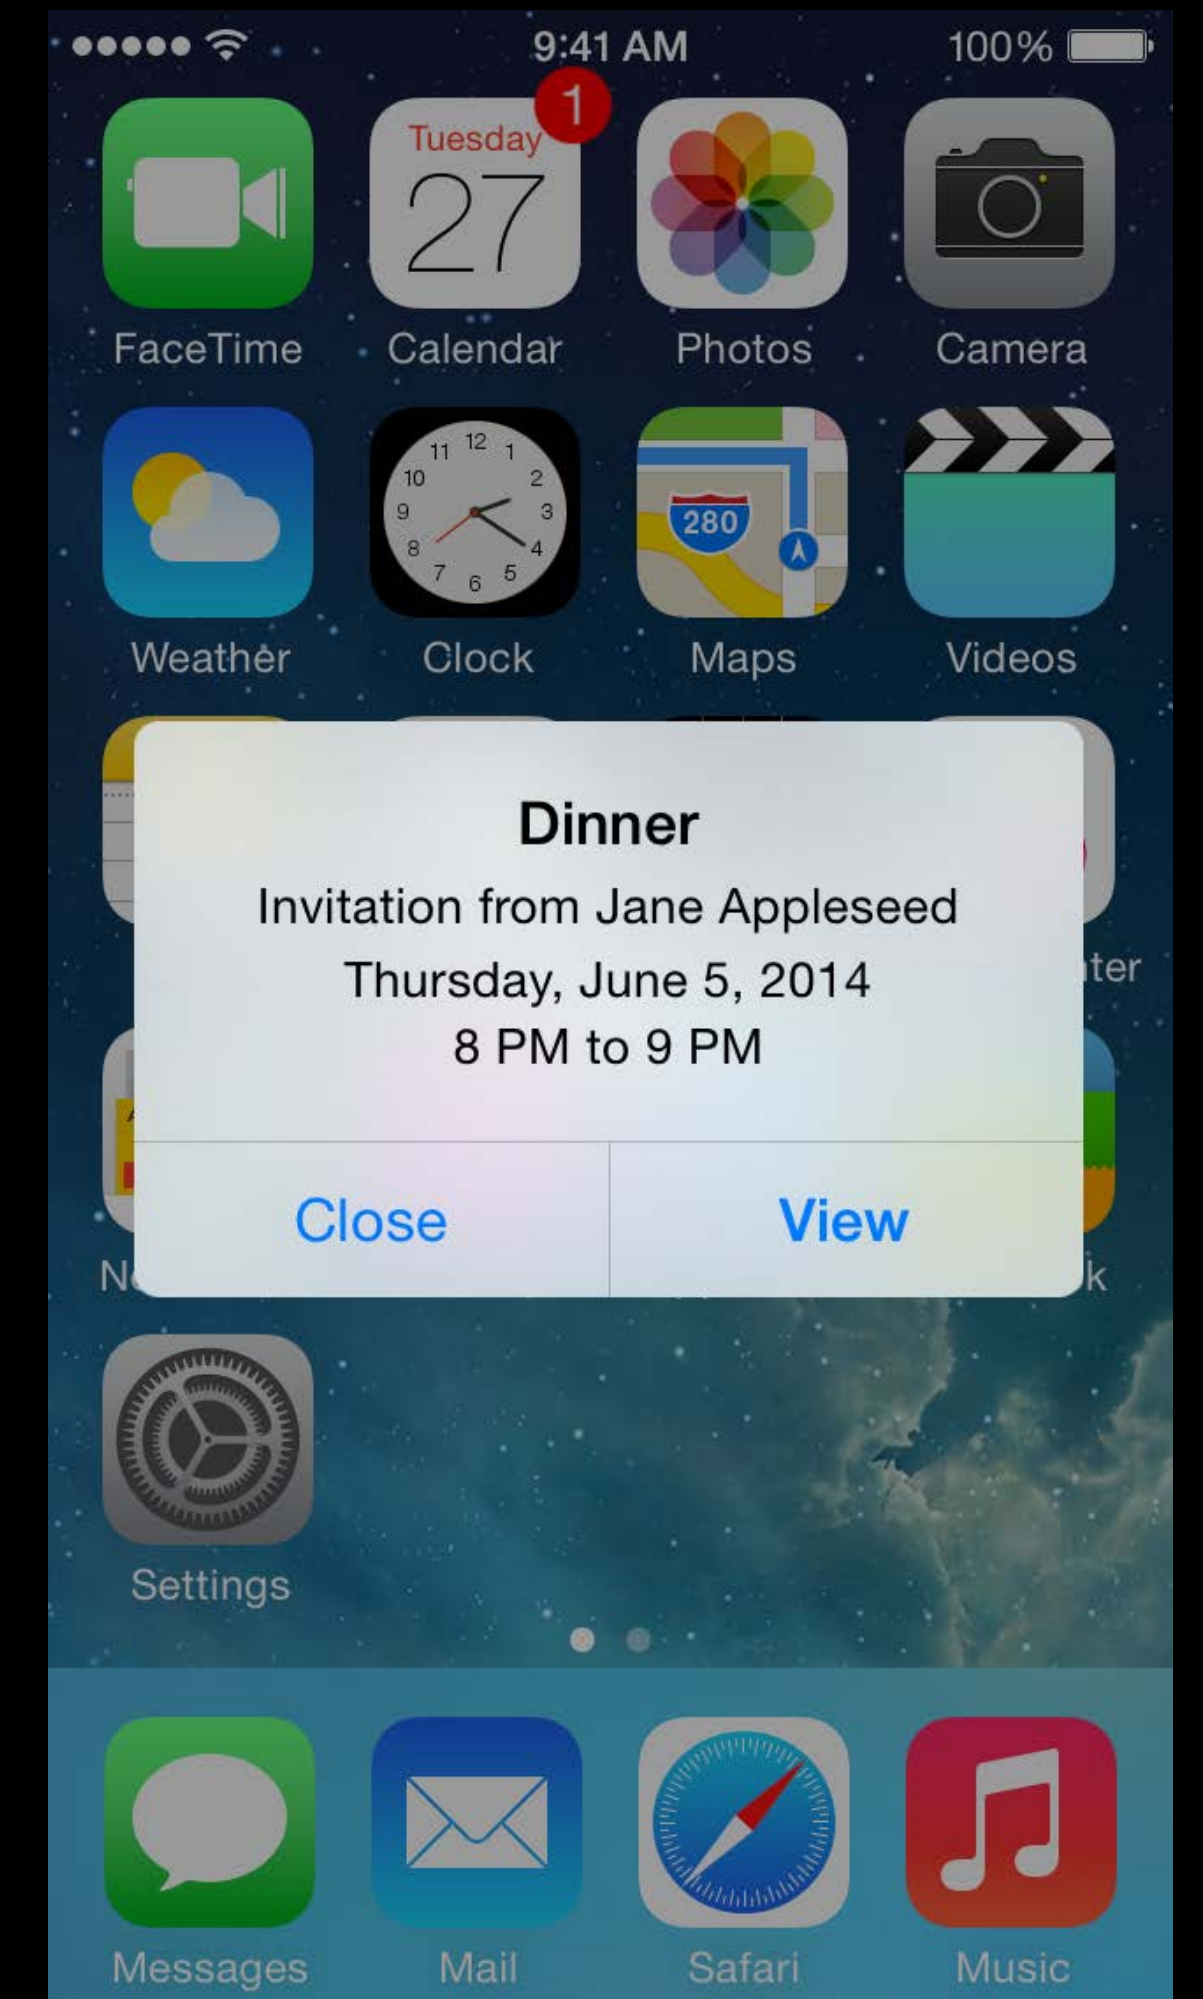 9:41 AM 100%
1
Tuesday
27
FaceTime Calendar Photos Camera
12
11 1
10 2
9 3
8 4
7 5
6
280
Weather Clock Maps Videos
Dinner
Invitation from Jane Appleseed
Thursday, June 5, 2014
8 PM to 9 PM
Close View
Settings
Messages Mail Safari Music